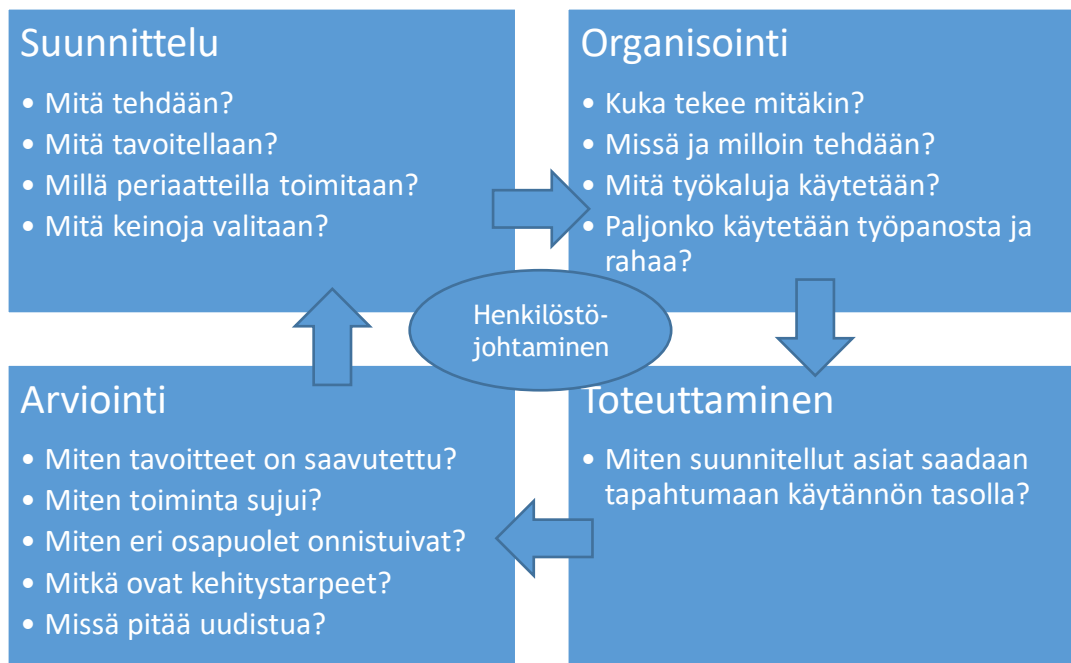 Suunnittelu
• Mitä tehdään?
• Mitä tavoitellaan?
• Millä periaatteilla toimitaan?
• Mitä keinoja valitaan?
Organisointi
• Kuka tekee mitäkin?
• Missä ja milloin tehdään?
• Mitä työkaluja käytetään?
• Paljonko käytetään työpanosta ja
rahaa?
Henkilöstö-
johtaminen
Arviointi
• Miten tavoitteet on saavutettu?
• Miten toiminta sujui?
• Miten eri osapuolet onnistuivat?
• Mitkä ovat kehitystarpeet?
• Missä pitää uudistua?
Toteuttaminen
• Miten suunnitellut asiat saadaan
tapahtumaan käytännön tasolla?